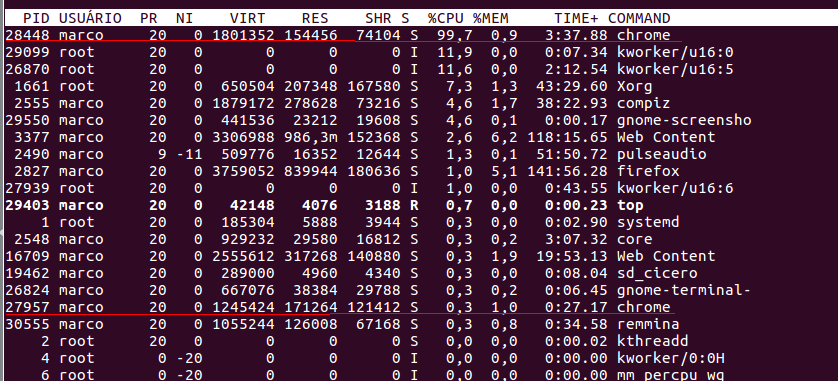 PID USUÁRIO PR NI VIRT RES SHR S %CPU %MEM TIME+ COMMAND
28448 marco 20 0 1801352 154456 74104 S 99,7 0,9 3:37.88 chrome
29099 root 20 0 0 0 0 I 11,9 0,0 0:07.34 kworker/u16:0
26870 root 20 0 0 0 0 I 11,6 0,0 2:12.54 kworker/u16:5
1661 root 20 0 650504 207348 167580 S 7,3 1,3 43:29.60 Xorg
2555 marco 20 0 1879172 278628 73216 S 4,6 1,7 38:22.93 compiz
29550 marco 20 0 441536 23212 19608 S 4,6 0,1 0:00.17 gnome-screensho
3377 marco 20 0 3306988 986,3m 152368 S 2,6 6,2 118:15.65 Web Content
2490 marco 9 -11 509776 16352 12644 S 1,3 0,1 51:50.72 pulseaudio
2827 marco 20 0 3759052 839944 180636 S 1,0 5,1 141:56.28 firefox
27939 root 20 0 0 0 0 I 1,0 0,0 0:43.55 kworker/u16:6
29403 marco 20 0 42148 4076 3188 R 0,7 0,0 0:00.23 top
1 root 20 0 185304 5888 3944 S 0,3 0,0 0:02.90 systemd
2548 marco 20 0 929232 29580 16812 S 0,3 0,2 7:07.32 core
16709 marco 20 0 2555612 317268 140880 S 0,3 1,9 19:53.13 Web Content
19462 marco 20 0 289000 4960 4340 S 0,3 0,0 0:08.04 sd_cicero
26824 marco 20 0 667076 38384 29788 S 0,3 0,2 0:06.45 gnome-terminal-
27957 marco 20 0 1245424 171264 121412 S 0,3 1,0 0:27.17 chrome
30555 marco 20 0 1055244 126008 67168 S 0,3 0,8 0:34.58 remmina
2 root 20 0 0 0 0 S 0,0 0,0 0:00.02 kthreadd
4 root 0 -20 0 0 0 I 0,0 0,0 0:00.00 kworker/0:0H
6 root 0 -20 0 0 0 I 0,0 0,0 0:00.00 mm_percpu_wq